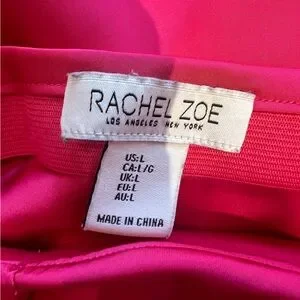 RACHEL ZOE
LOS ANGELES NEW YORK
US:L
CA:L/G
UK:L
EU:L
AU:L
MADE IN CHINA